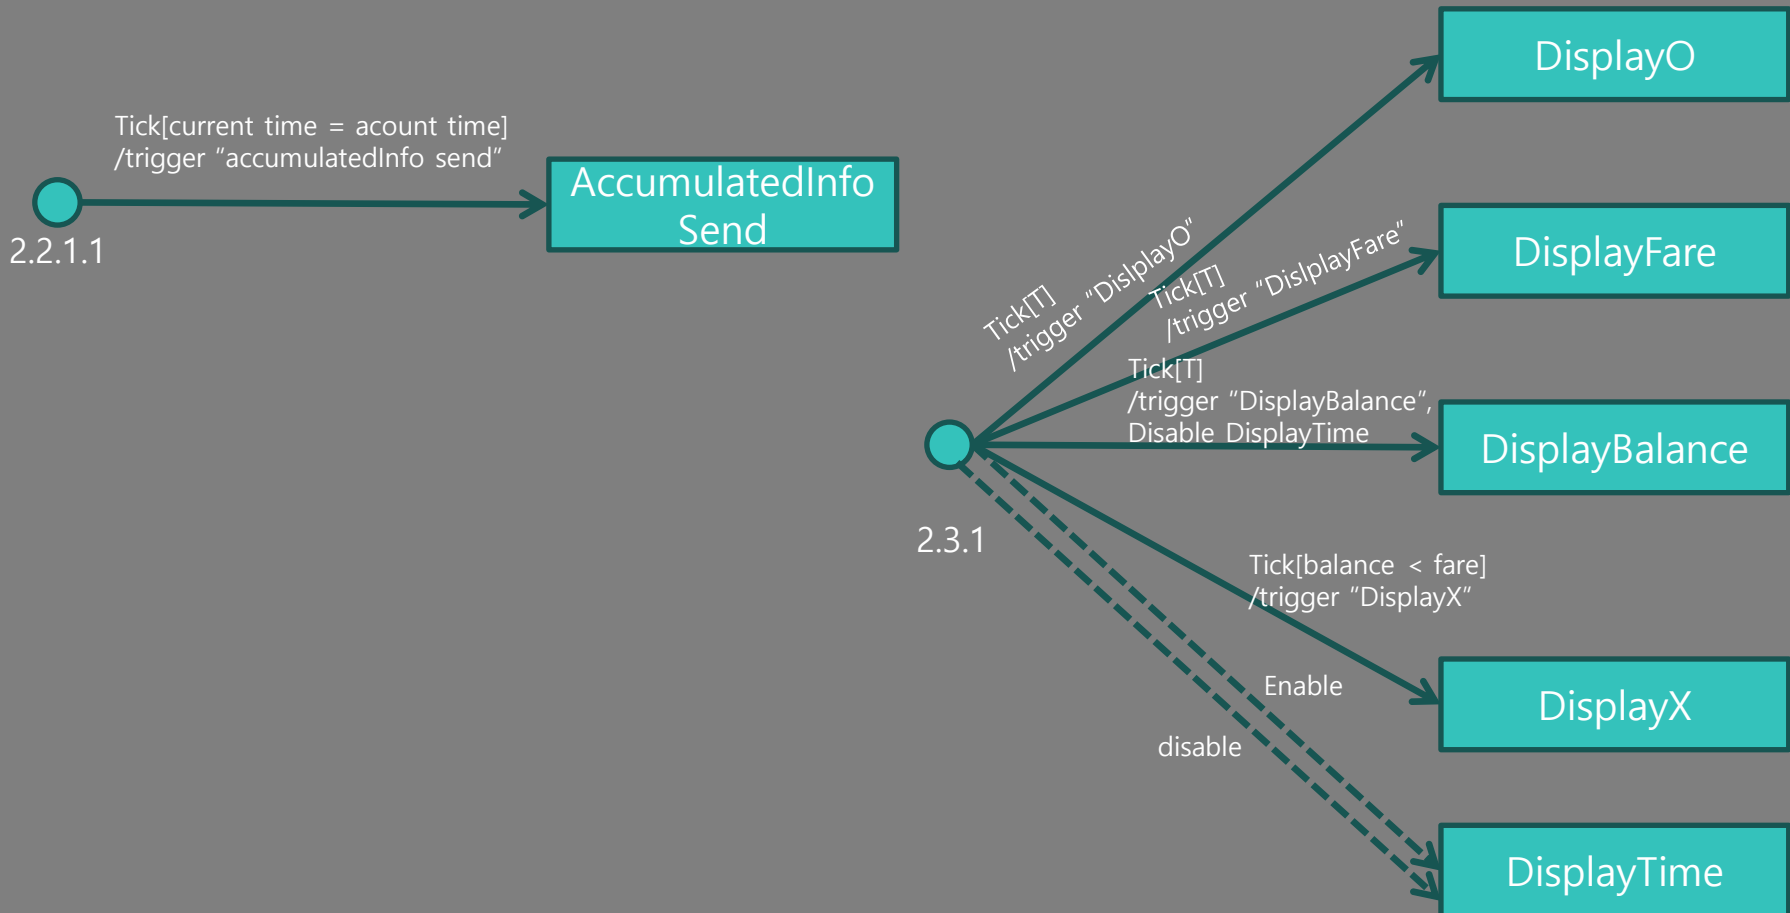 Tick[current time = acount time]
/trigger “accumulatedInfo send”
AccumulatedInfo
Send
2.2.1.1
DisplayO
Tick[T]
/trigger “DislplayO”
DisplayFare
Tick[T]
/trigger “DislplayFare”
Tick[T]
/trigger “DisplayBalance”,
Disable DisplayTime
DisplayBalance
2.3.1
Tick[balance < fare]
/trigger “DisplayX”
DisplayX
Enable
disable
DisplayTime